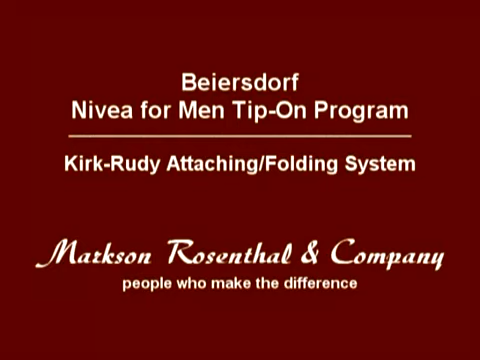 Beiersdorf
Nivea for Men Tip-On Program
Kirk-Rudy Attaching/Folding System
Markson Rosenthal & Company
people who make the difference